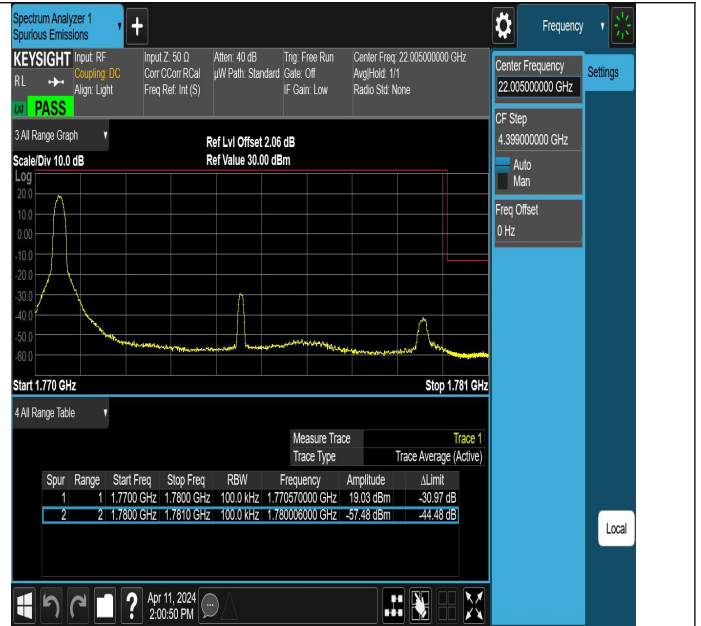 Spectrum Analyzer 1
Spurious Emissions
+
Frequency
KEYSIGHT Input: RF Input Z: 50 Ω Atten: 40 dB Trig: Free Run Center Freq: 22.005000000 GHz
RL Coupling: DC Corr CCorr RCal µW Path: Standard Gate: Off Avg|Hold: 1/1
Align: Light Freq Ref: Int (S) IF Gain: Low Radio Std: None
LXI PASS
Center Frequency
22.005000000 GHz
Settings
CF Step
4.399000000 GHz
Auto
Man
Freq Offset
0 Hz
3 All Range Graph
Ref Lvl Offset 2.06 dB
Scale/Div 10.0 dB Ref Value 30.00 dBm
Log
20.0
10.0
0.00
-10.0
-20.0
-30.0
-40.0
-50.0
-60.0
Start 1.770 GHz Stop 1.781 GHz
4 All Range Table
Measure Trace Trace 1
Trace Type Trace Average (Active)
Spur Range Start Freq Stop Freq RBW Frequency Amplitude ΔLimit
1 1 1.7700 GHz 1.7800 GHz 100.0 kHz 1.770570000 GHz 19.03 dBm -30.97 dB
2 2 1.7800 GHz 1.7810 GHz 100.0 kHz 1.780006000 GHz -57.48 dBm -44.48 dB
Local
? Apr 11, 2024
2:00:50 PM